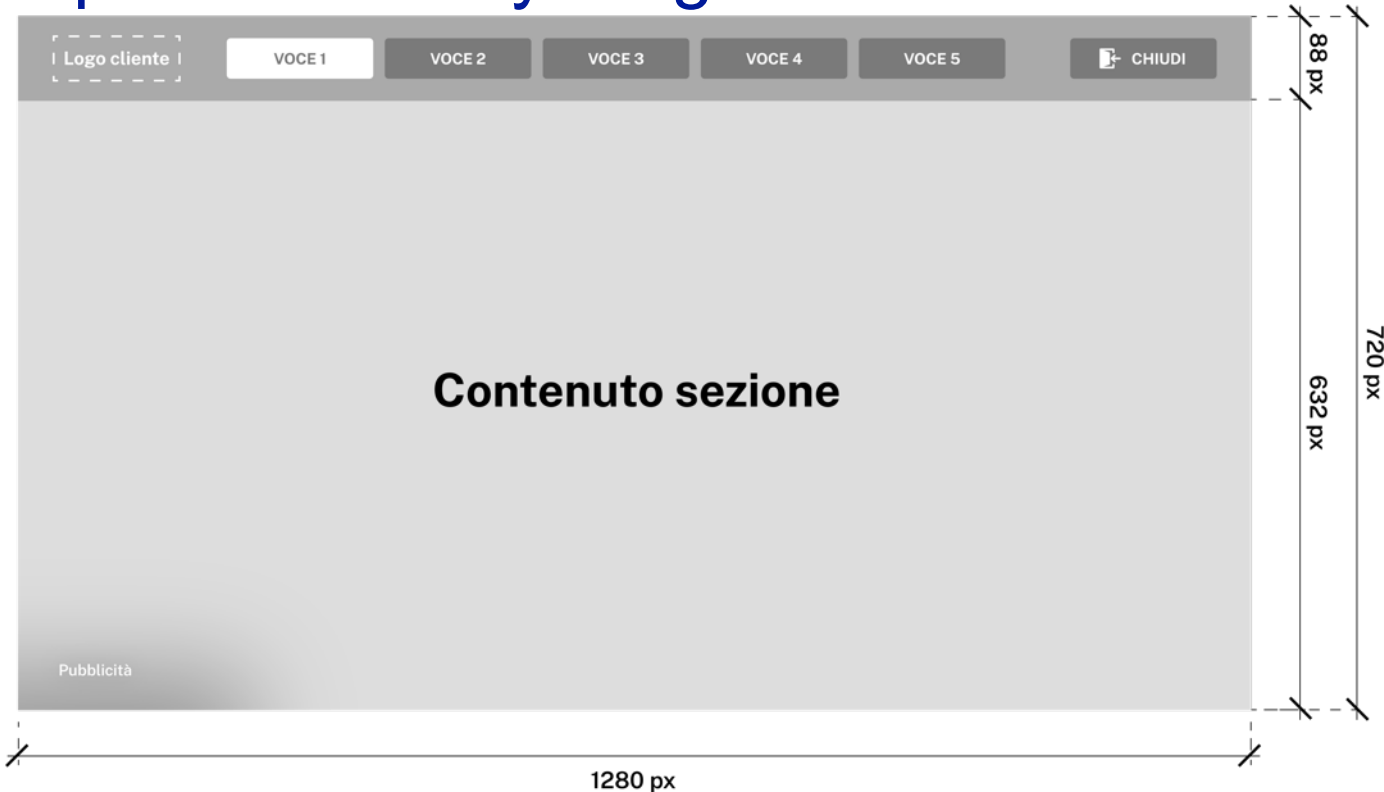 Logo cliente
VOCE 1
VOCE 2
VOCE 3
VOCE 4
VOCE 5
CHIUDI
88 px
720 px
Contenuto sezione
632 px
Pubblicità
1280 px